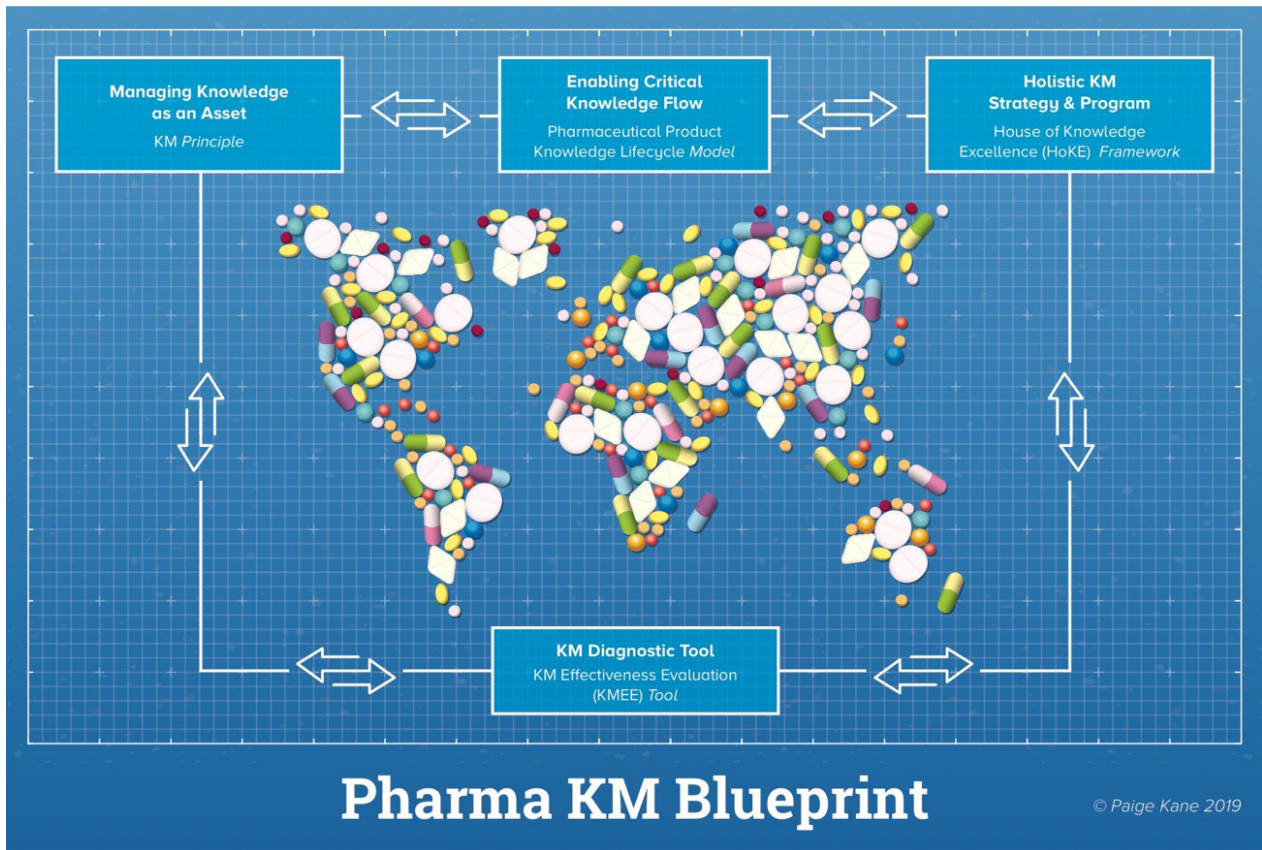 Managing Knowledge
as an Asset
KM Principle
Enabling Critical
Knowledge Flow
Pharmaceutical Product
Knowledge Lifecycle Model
Holistic KM
Strategy & Program
House of Knowledge
Excellence (HoKE) Framework
KM Diagnostic Tool
KM Effectiveness Evaluation
(KMEE) Tool
Pharma KM Blueprint
© Paige Kane 2019